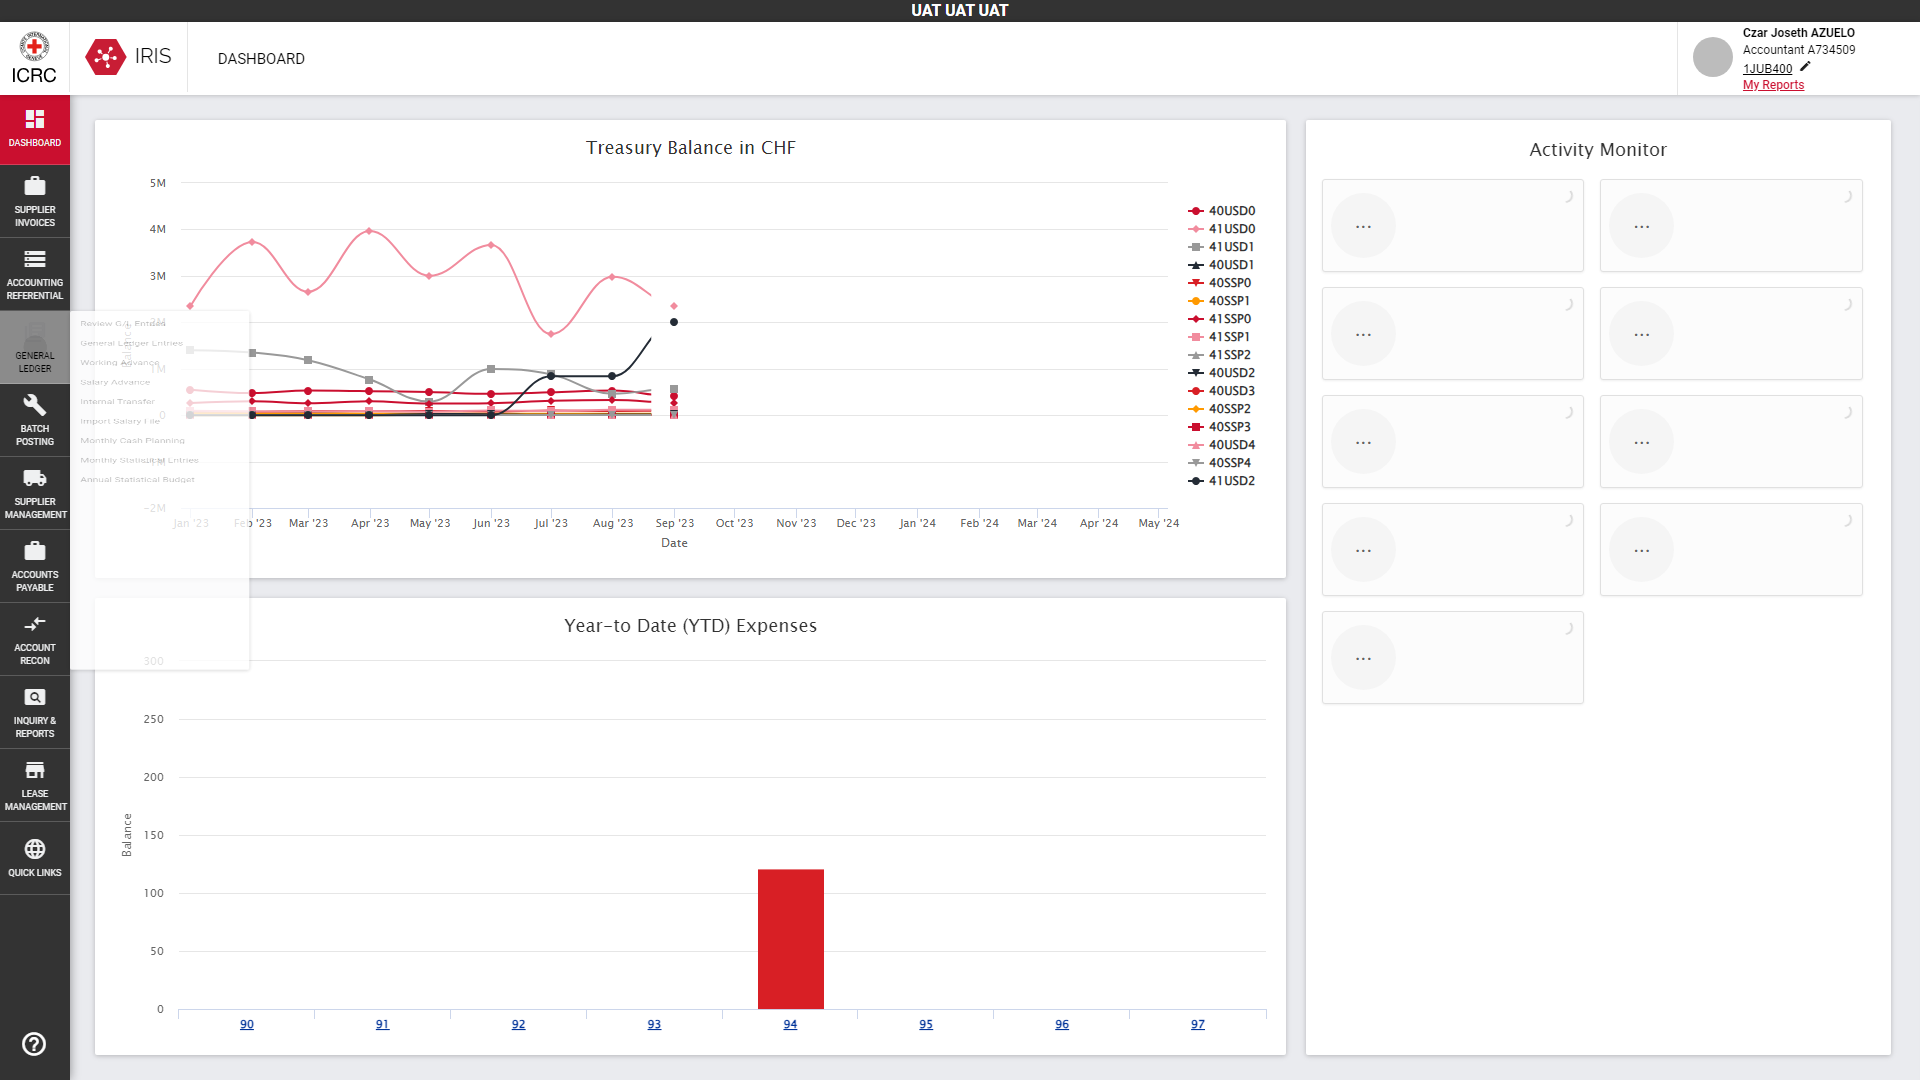 UAT UAT UAT
ICRC
IRIS
DASHBOARD
Czar Joseth AZUELO
Accountant A734509
1JUB400
My Reports
DASHBOARD
SUPPLIER
INVOICES
ACCOUNTING
REFERENTIAL
GENERAL
LEDGER
BATCH
POSTING
SUPPLIER
MANAGEMENT
ACCOUNTS
PAYABLE
ACCOUNT
RECON
INQUIRY &
REPORTS
LEASE
MANAGEMENT
QUICK LINKS
Review G/L Entries
General Ledger Entries
Working Advance
Salary Advance
Internal Transfer
Import Salary File
Monthly Cash Planning
Monthly Statistical Entries
Annual Statistical Budget
Treasury Balance in CHF
5M
4M
3M
2M
1M
0
-1M
-2M
Balance
Jan '23
Feb '23
Mar '23
Apr '23
May '23
Jun '23
Jul '23
Aug '23
Sep '23
Oct '23
Nov '23
Dec '23
Jan '24
Feb '24
Mar '24
Apr '24
May '24
Date
40USD0
41USD0
41USD1
40USD1
40SSP0
40SSP1
41SSP0
41SSP1
41SSP2
40USD2
40USD3
40SSP2
40SSP3
40USD4
40SSP4
41USD2
Year-to Date (YTD) Expenses
300
250
200
150
100
50
0
Balance
90
91
92
93
94
95
96
97
Activity Monitor
...
...
...
...
...
...
...
...
...